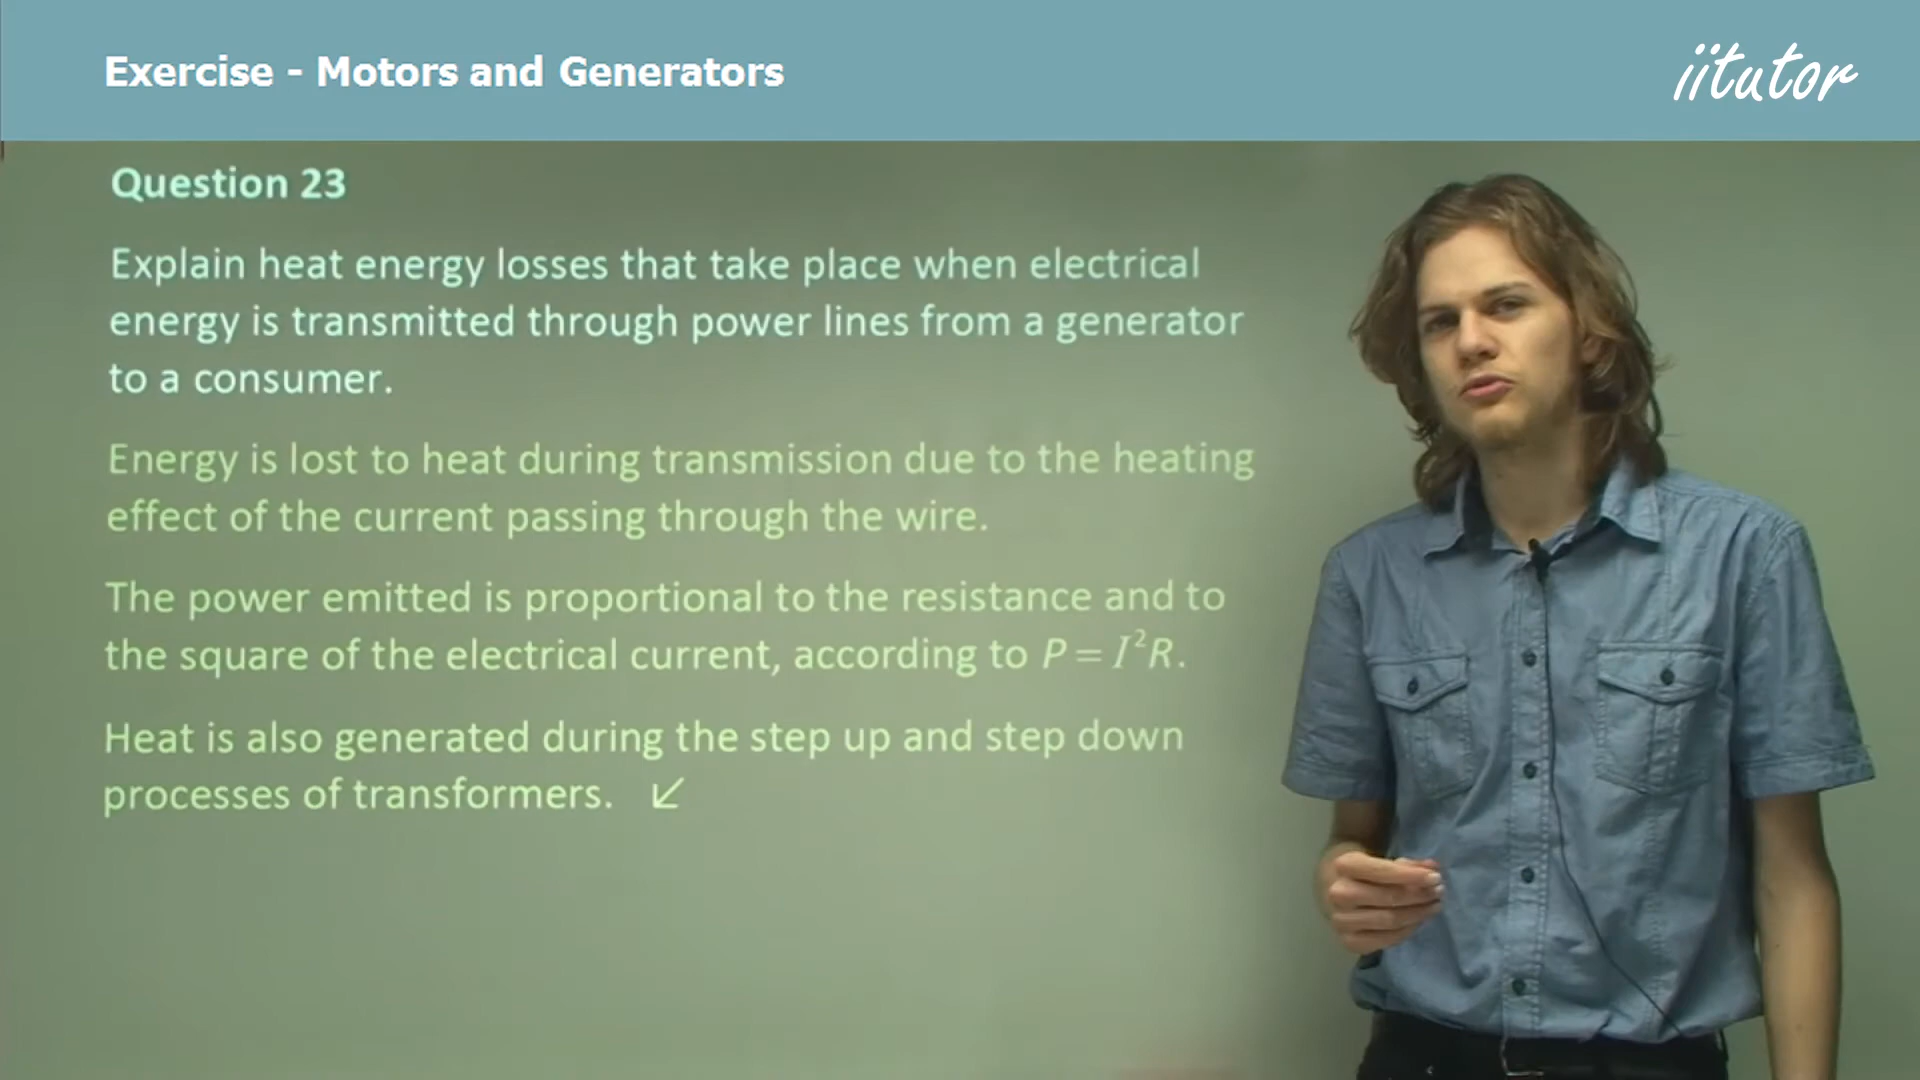 Exercise - Motors and Generators
iitutor
Question 23
Explain heat energy losses that take place when electrical
energy is transmitted through power lines from a generator
to a consumer.
Energy is lost to heat during transmission due to the heating
effect of the current passing through the wire.
The power emitted is proportional to the resistance and to
the square of the electrical current, according to P = I²R.
Heat is also generated during the step up and step down
processes of transformers. ↙